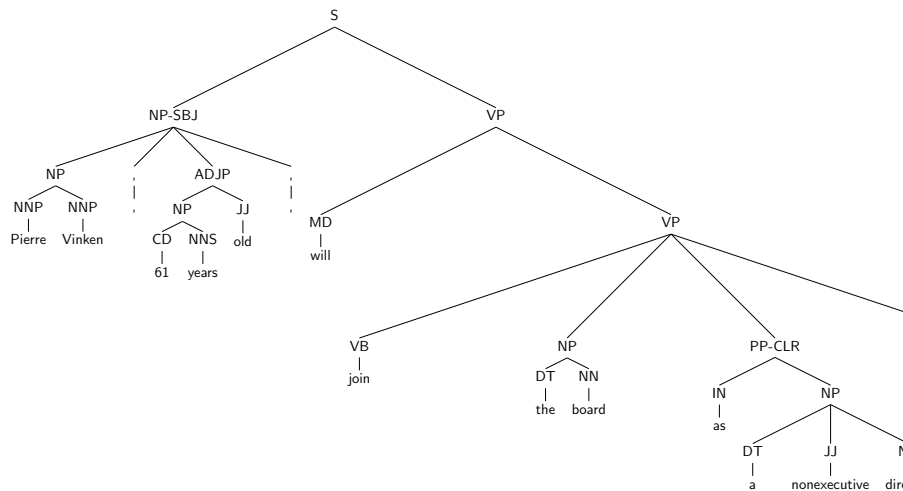 S
NP-SBJ VP
NP , ADJP ,
NNP NNP , NP JJ , MD VP
Pierre Vinken CD NNS old will
61 years
VB NP PP-CLR
join DT NN IN NP
the board as
DT JJ
a nonexecutive